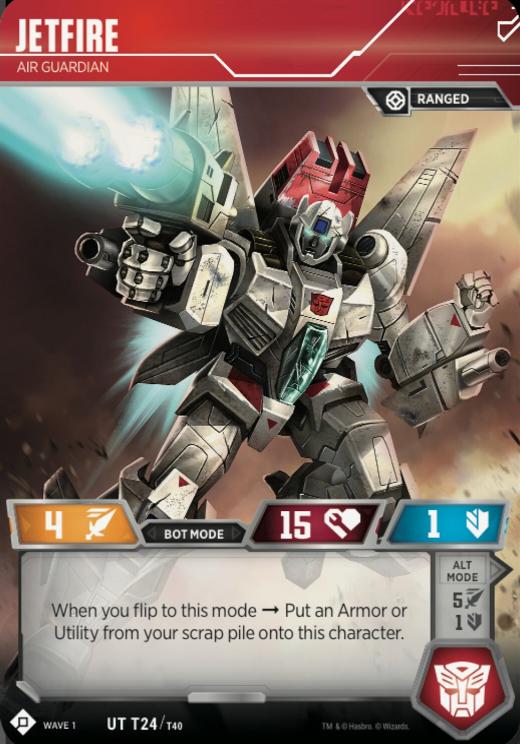 JETFIRE
AIR GUARDIAN
RANGED
4
BOT MODE
15
1
When you flip to this mode → Put an Armor or
Utility from your scrap pile onto this character.
ALT
MODE
5
1
WAVE 1
UT T24/T40
TM & © Hasbro. © Wizards.